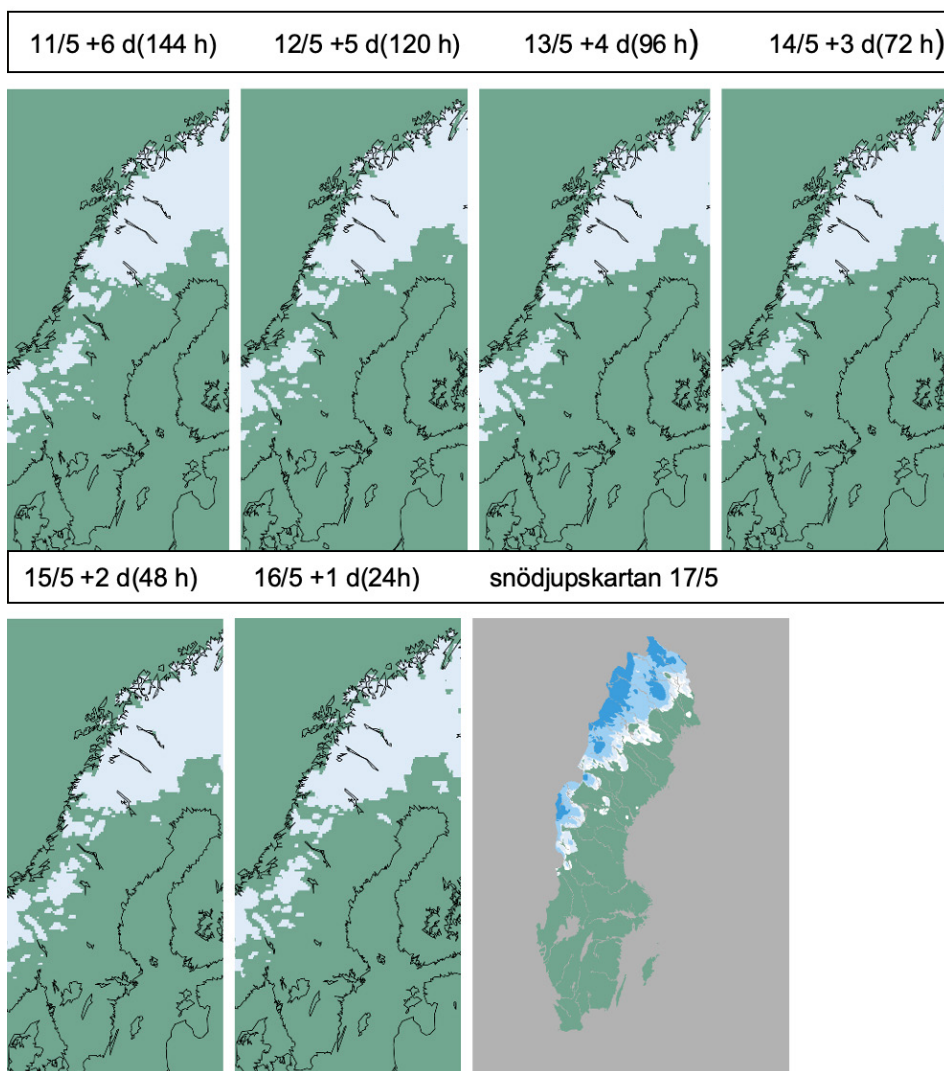 11/5 +6 d(144 h) 12/5 +5 d(120 h) 13/5 +4 d(96 h) 14/5 +3 d(72 h)
15/5 +2 d(48 h) 16/5 +1 d(24h) snödjupskartan 17/5